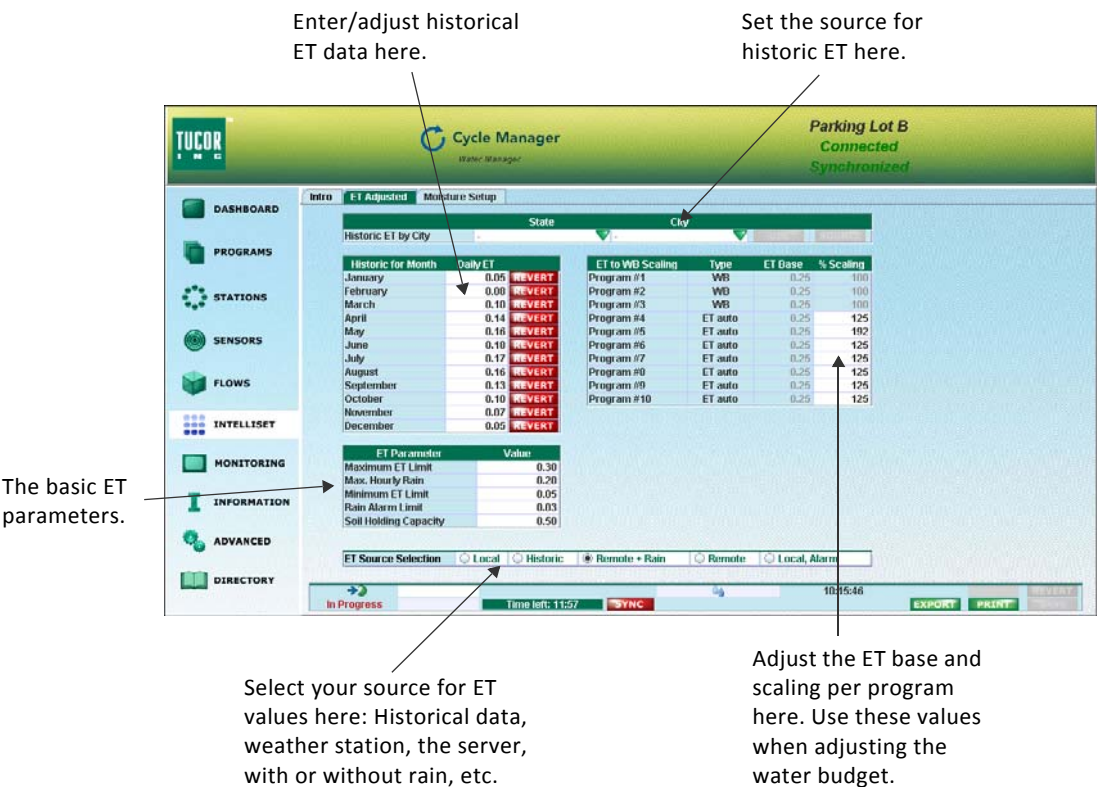 Enter/adjust historical
ET data here.
Set the source for
historic ET here.
TUCOR
INC
Cycle Manager
Water Manager
Parking Lot B
Connected
Synchronized
DASHBOARD
PROGRAMS
STATIONS
SENSORS
FLOWS
INTELLISET
MONITORING
INFORMATION
ADVANCED
DIRECTORY
Intro ET Adjusted Moisture Setup
State City
Historic ET by City - -
Historic for Month Daily ET
January 0.05 REVERT
February 0.08 REVERT
March 0.10 REVERT
April 0.14 REVERT
May 0.16 REVERT
June 0.18 REVERT
July 0.17 REVERT
August 0.16 REVERT
September 0.13 REVERT
October 0.10 REVERT
November 0.07 REVERT
December 0.05 REVERT
ET to WB Scaling Type ET Base % Scaling
Program #1 WB 0.25 100
Program #2 WB 0.25 100
Program #3 WB 0.25 100
Program #4 ET auto 0.25 125
Program #5 ET auto 0.25 192
Program #6 ET auto 0.25 125
Program #7 ET auto 0.25 125
Program #8 ET auto 0.25 125
Program #9 ET auto 0.25 125
Program #10 ET auto 0.25 125
ET Parameter Value
Maximum ET Limit 0.30
Max. Hourly Rain 0.20
Minimum ET Limit 0.05
Rain Alarm Limit 0.03
Soil Holding Capacity 0.50
ET Source Selection Local Historic Remote + Rain Remote Local, Alarm
In Progress Time left: 11:57 SYNC 10:15:46 EXPORT PRINT REVERT
The basic ET
parameters.
Select your source for ET
values here: Historical data,
weather station, the server,
with or without rain, etc.
Adjust the ET base and
scaling per program
here. Use these values
when adjusting the
water budget.